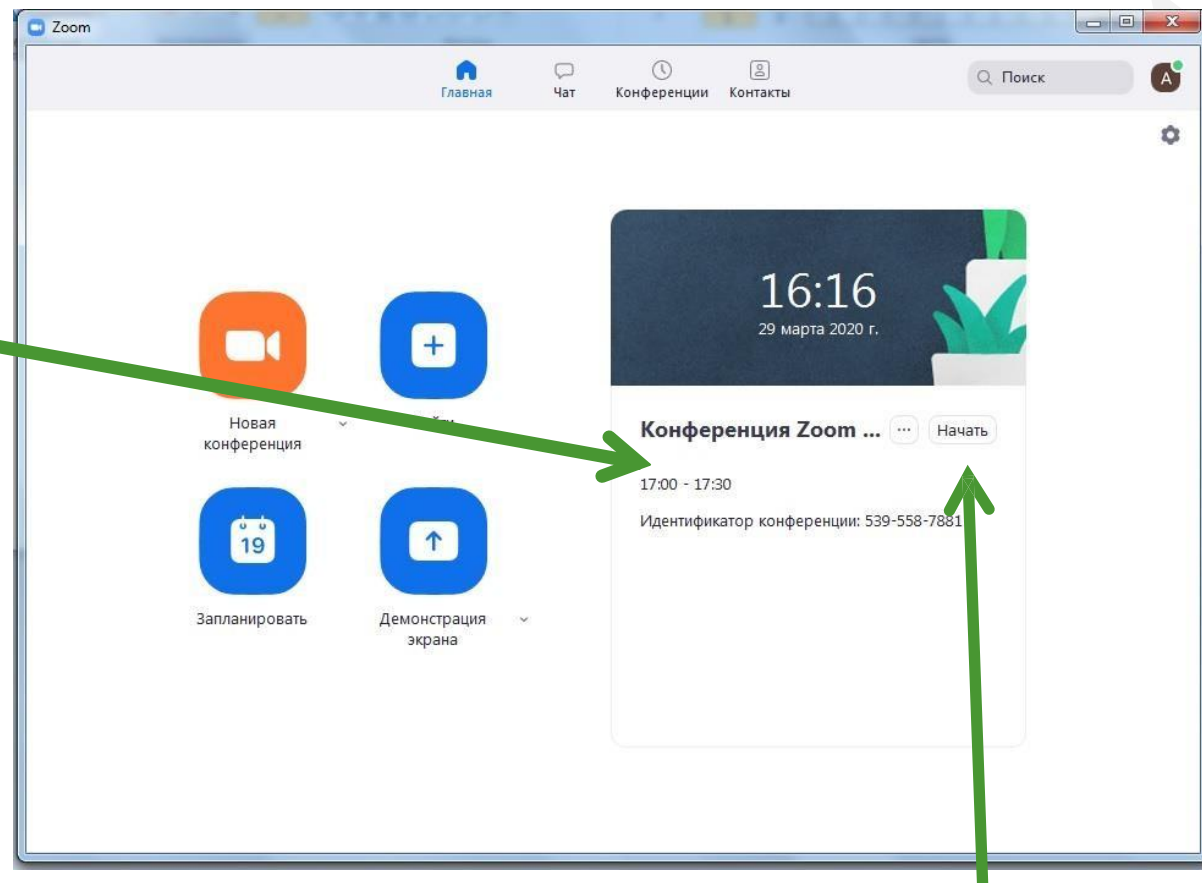 Zoom
Главная
Чат
Конференции
Контакты
Поиск
A
16:16
29 марта 2020 г.
Новая
конференция
Конференция Zoom ...
...
Начать
17:00 - 17:30
Идентификатор конференции: 539-558-7881
19
Запланировать
Демонстрация
экрана